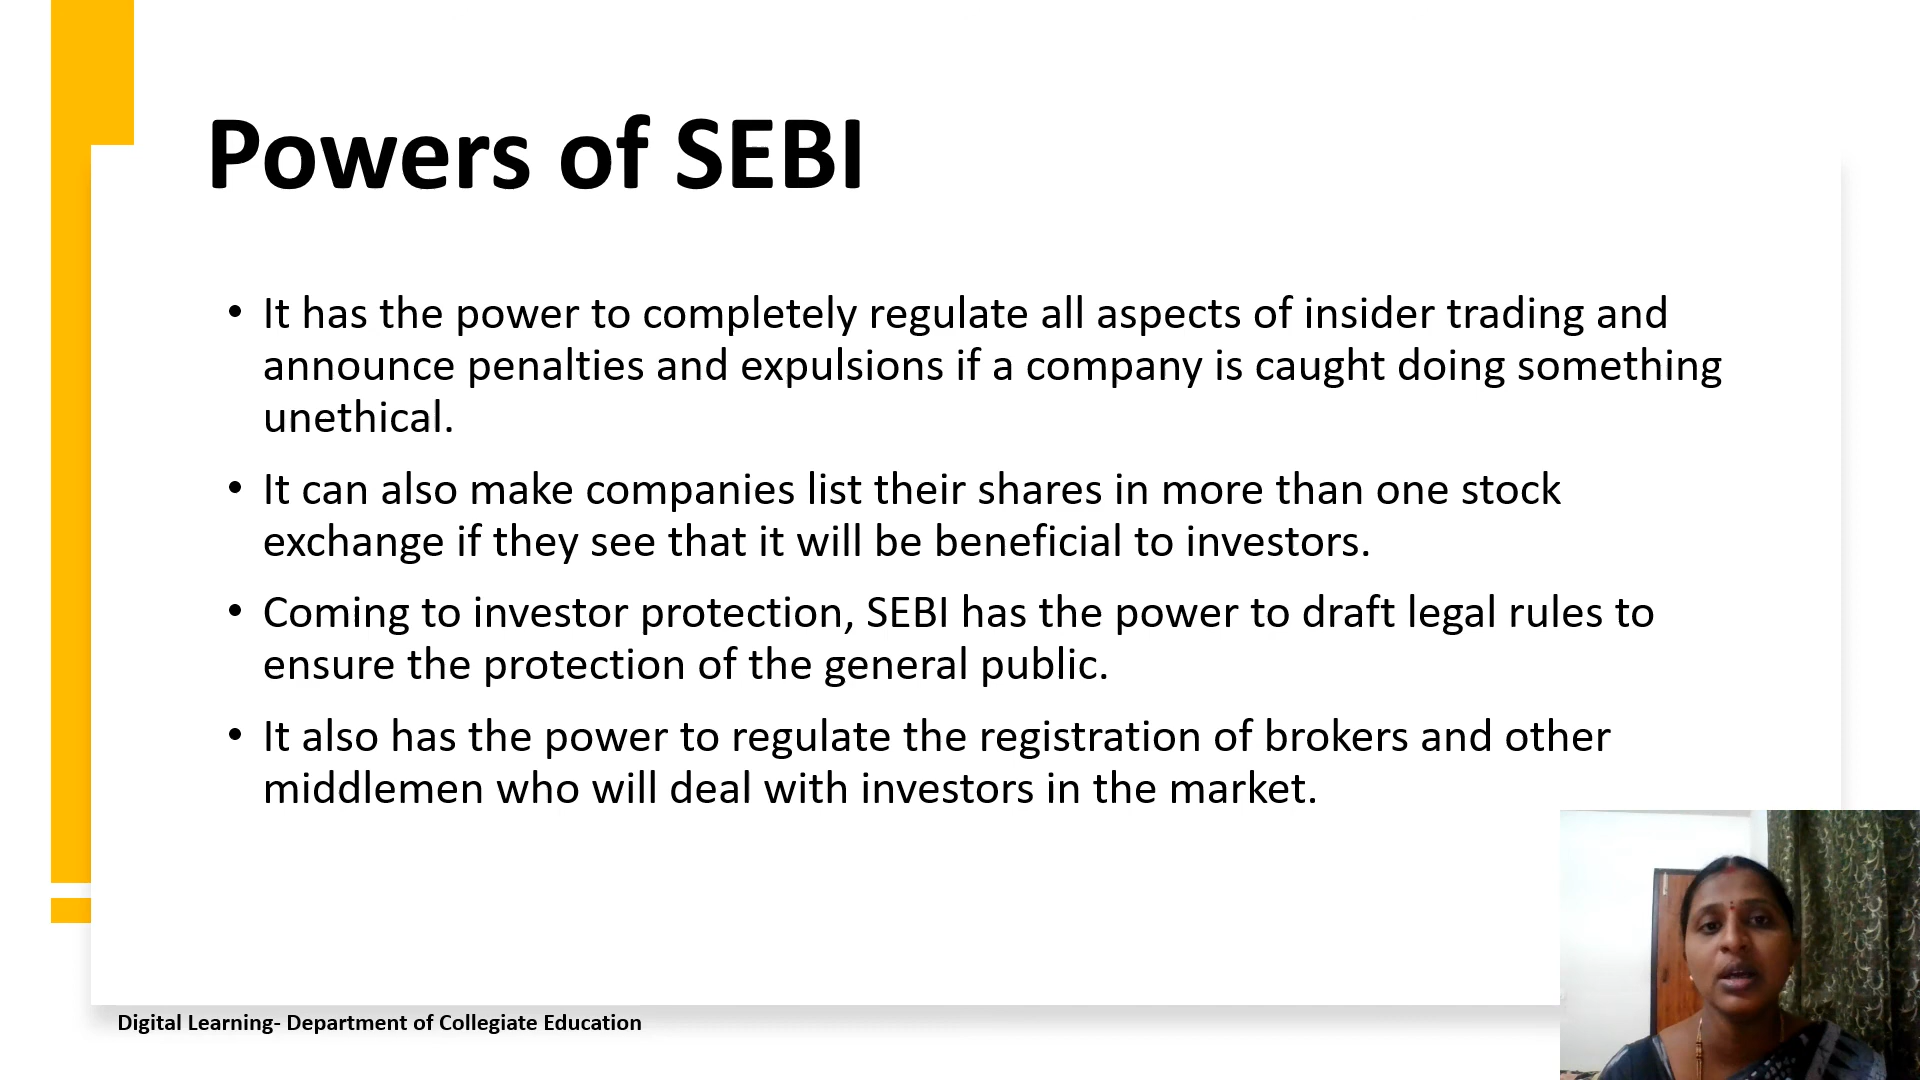 Powers of SEBI
• It has the power to completely regulate all aspects of insider trading and
announce penalties and expulsions if a company is caught doing something
unethical.
• It can also make companies list their shares in more than one stock
exchange if they see that it will be beneficial to investors.
• Coming to investor protection, SEBI has the power to draft legal rules to
ensure the protection of the general public.
• It also has the power to regulate the registration of brokers and other
middlemen who will deal with investors in the market.
Digital Learning- Department of Collegiate Education